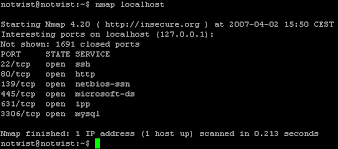 notwist@notwist:~$ nmap localhost
Starting Nmap 4.20 ( http://insecure.org ) at 2007-04-02 15:50 CEST
Interesting ports on localhost (127.0.0.1):
Not shown: 1691 closed ports
PORT STATE SERVICE
22/tcp open ssh
80/tcp open http
139/tcp open netbios-ssn
445/tcp open microsoft-ds
631/tcp open ipp
3306/tcp open mysql
Nmap finished: 1 IP address (1 host up) scanned in 0.213 seconds
notwist@notwist:~$